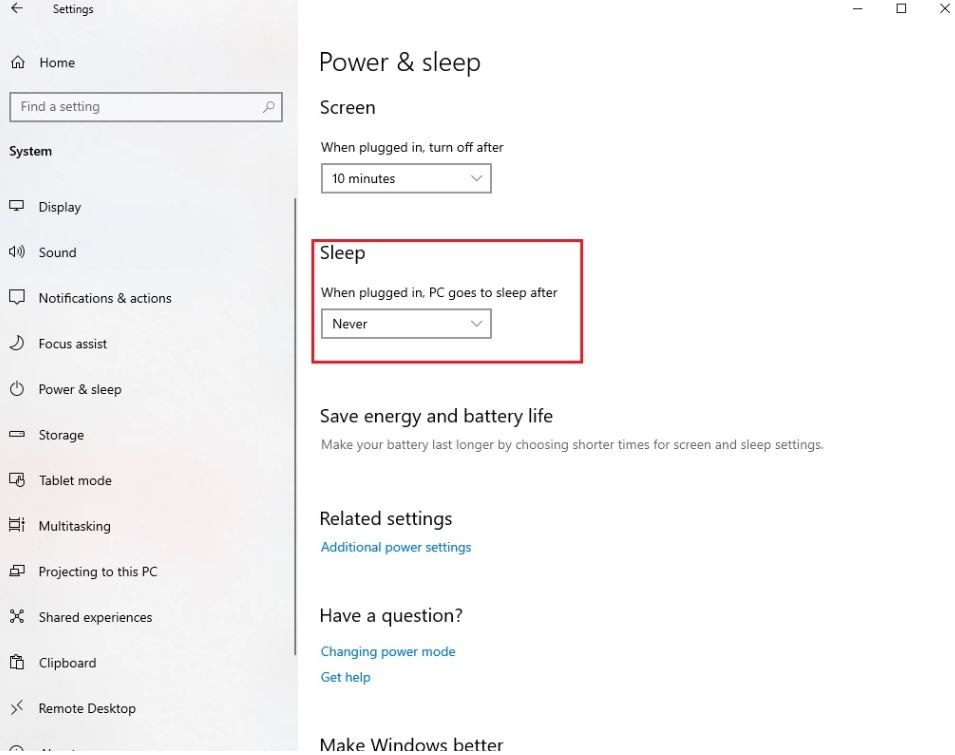 Settings
Home
Find a setting
System
Display
Sound
Notifications & actions
Focus assist
Power & sleep
Storage
Tablet mode
Multitasking
Projecting to this PC
Shared experiences
Clipboard
Remote Desktop
Power & sleep
Screen
When plugged in, turn off after
10 minutes
Sleep
When plugged in, PC goes to sleep after
Never
Save energy and battery life
Make your battery last longer by choosing shorter times for screen and sleep settings.
Related settings
Additional power settings
Have a question?
Changing power mode
Get help
Make Windows better